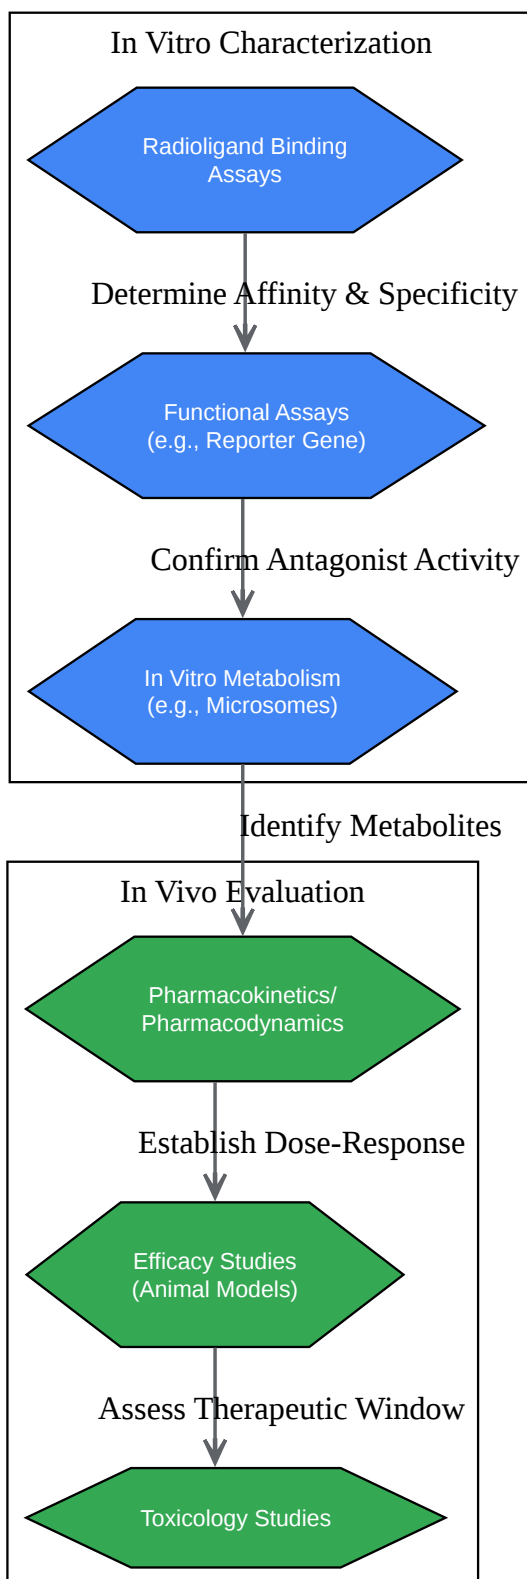 In Vitro Characterization
Radioligand Binding
Assays
Determine Affinity & Specificity
Functional Assays
(e.g., Reporter Gene)
Confirm Antagonist Activity
In Vitro Metabolism
(e.g., Microsomes)
Identify Metabolites
In Vivo Evaluation
Pharmacokinetics/
Pharmacodynamics
Establish Dose-Response
Efficacy Studies
(Animal Models)
Assess Therapeutic Window
Toxicology Studies